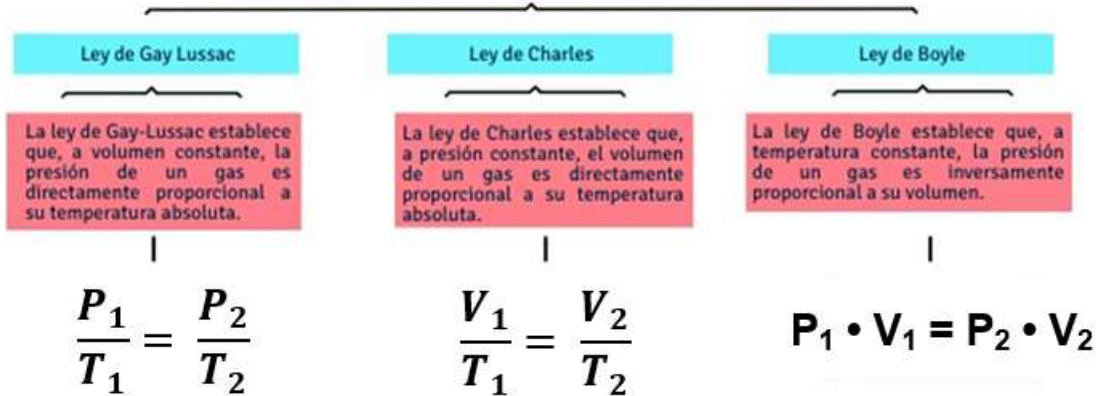 Ley de Gay Lussac
La ley de Gay-Lussac establece
que, a volumen constante, la
presión de un gas es
directamente proporcional a
su temperatura absoluta.
P₁/T₁ = P₂/T₂
Ley de Charles
La ley de Charles establece que,
a presión constante, el volumen
de un gas es directamente
proporcional a su temperatura
absoluta.
V₁/T₁ = V₂/T₂
Ley de Boyle
La ley de Boyle establece que, a
temperatura constante, la presión
de un gas es inversamente
proporcional a su volumen.
P₁ • V₁ = P₂ • V₂